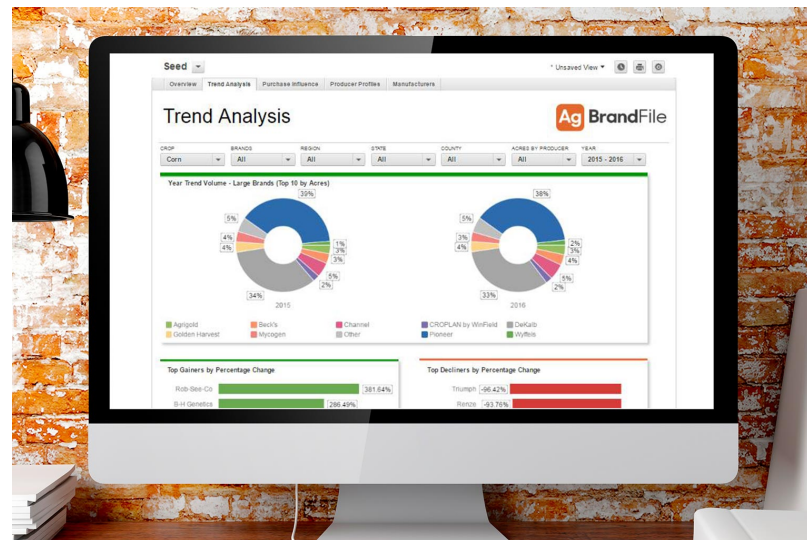 Seed
* Unsaved View
Overview Trend Analysis Purchase Influence Producer Profiles Manufacturers
Trend Analysis
Ag BrandFile
CROP BRANDS REGION STATE COUNTY ACRES BY PRODUCER YEAR
Corn All All All All All 2015 - 2016
Year Trend Volume - Large Brands (Top 10 by Acres)
39% 38%
5% 5%
4% 1% 3% 2%
4% 3% 4% 3%
3% 4%
5% 5%
2% 2%
34% 33%
2015 2016
Agrigold Beck's Channel CROPLAN by WinField DeKalb
Golden Harvest Mycogen Other Pioneer Wyffels
Top Gainers by Percentage Change Top Decliners by Percentage Change
Rob-See-Co 381.64% Triumph -96.42%
B-H Genetics 286.49% Renze -93.76%